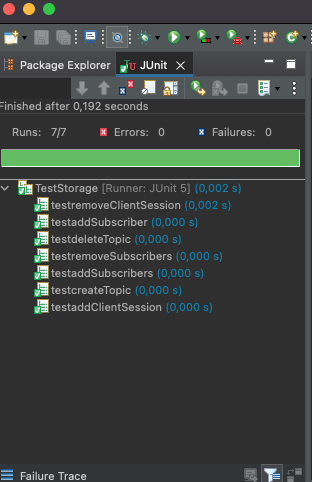 Package Explorer JUnit
Finished after 0,192 seconds
Runs: 7/7 Errors: 0 Failures: 0
TestStorage [Runner: JUnit 5] (0,002 s)
testremoveClientSession (0,002 s)
testaddSubscriber (0,000 s)
testdeleteTopic (0,000 s)
testremoveSubscribers (0,000 s)
testaddSubscribers (0,000 s)
testcreateTopic (0,000 s)
testaddClientSession (0,000 s)
Failure Trace